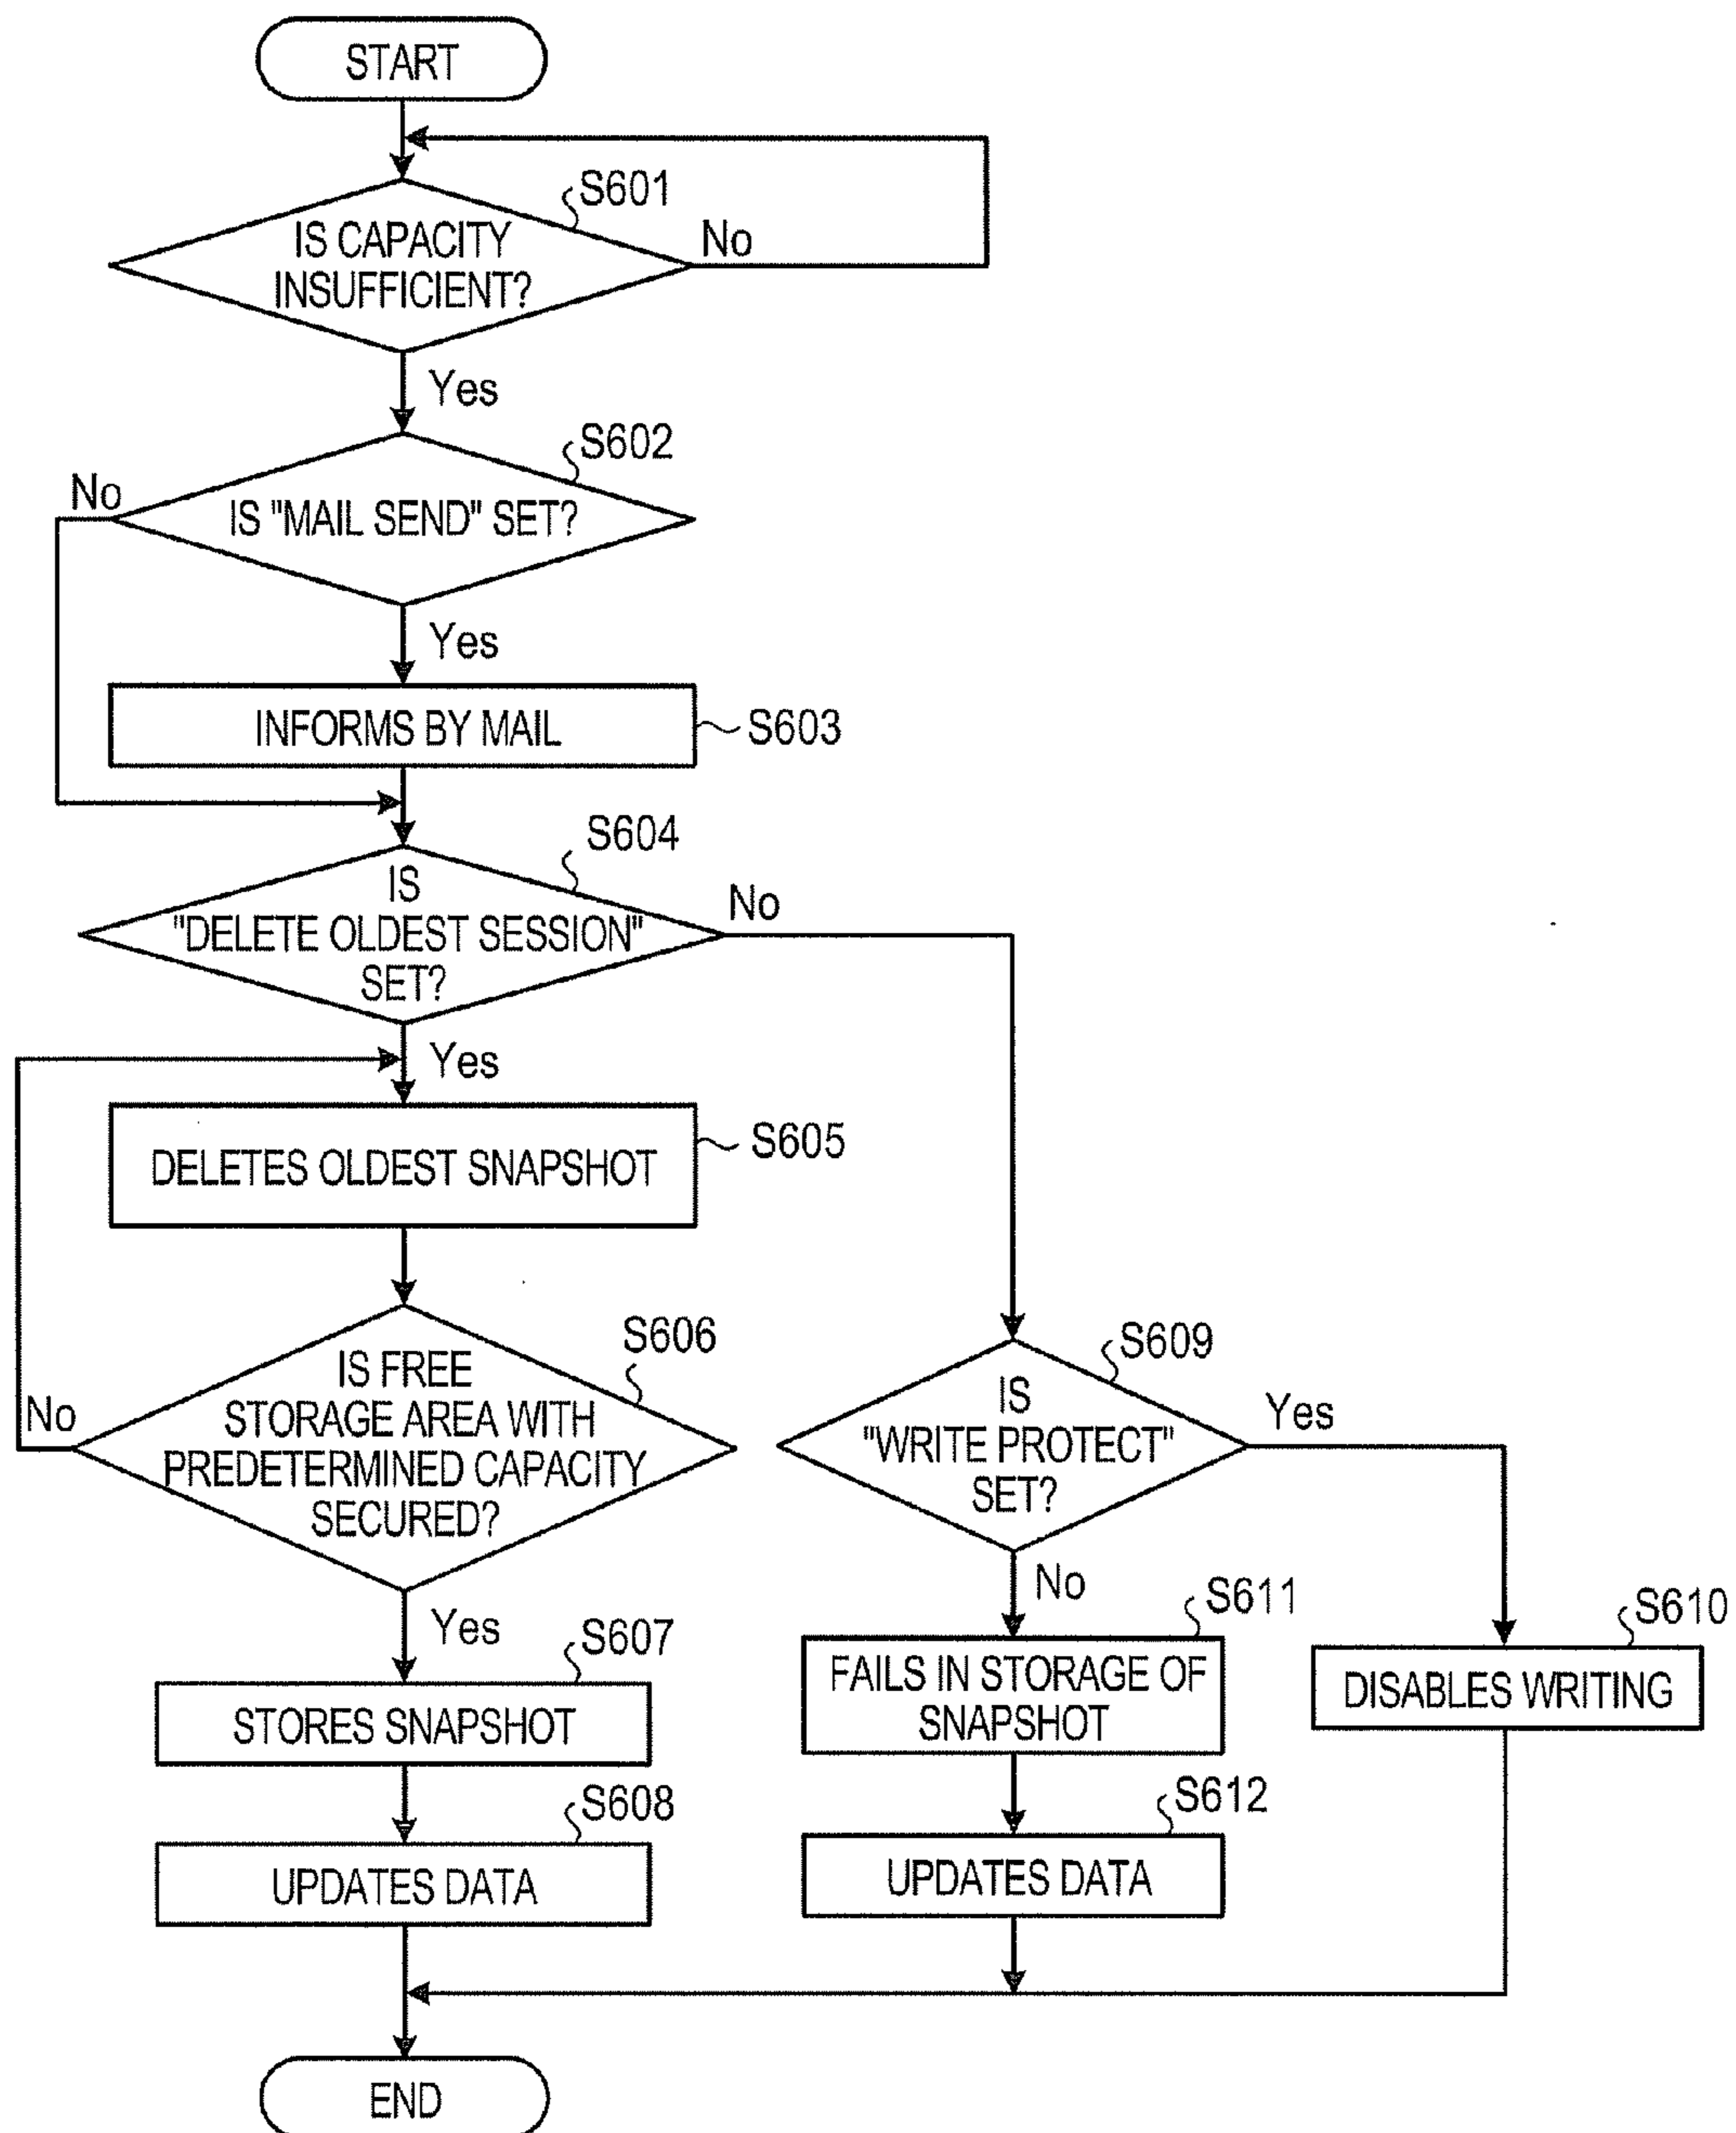 START
S601
IS CAPACITY
INSUFFICIENT?
No
Yes
S602
No
IS "MAIL SEND" SET?
Yes
INFORMS BY MAIL
S603
S604
IS
"DELETE OLDEST SESSION"
SET?
No
Yes
DELETES OLDEST SNAPSHOT
S605
S606
IS FREE
STORAGE AREA WITH
PREDETERMINED CAPACITY
SECURED?
No
Yes
S607
STORES SNAPSHOT
S608
UPDATES DATA
S609
IS
"WRITE PROTECT"
SET?
Yes
No
S611
FAILS IN STORAGE OF
SNAPSHOT
S610
DISABLES WRITING
S612
UPDATES DATA
END